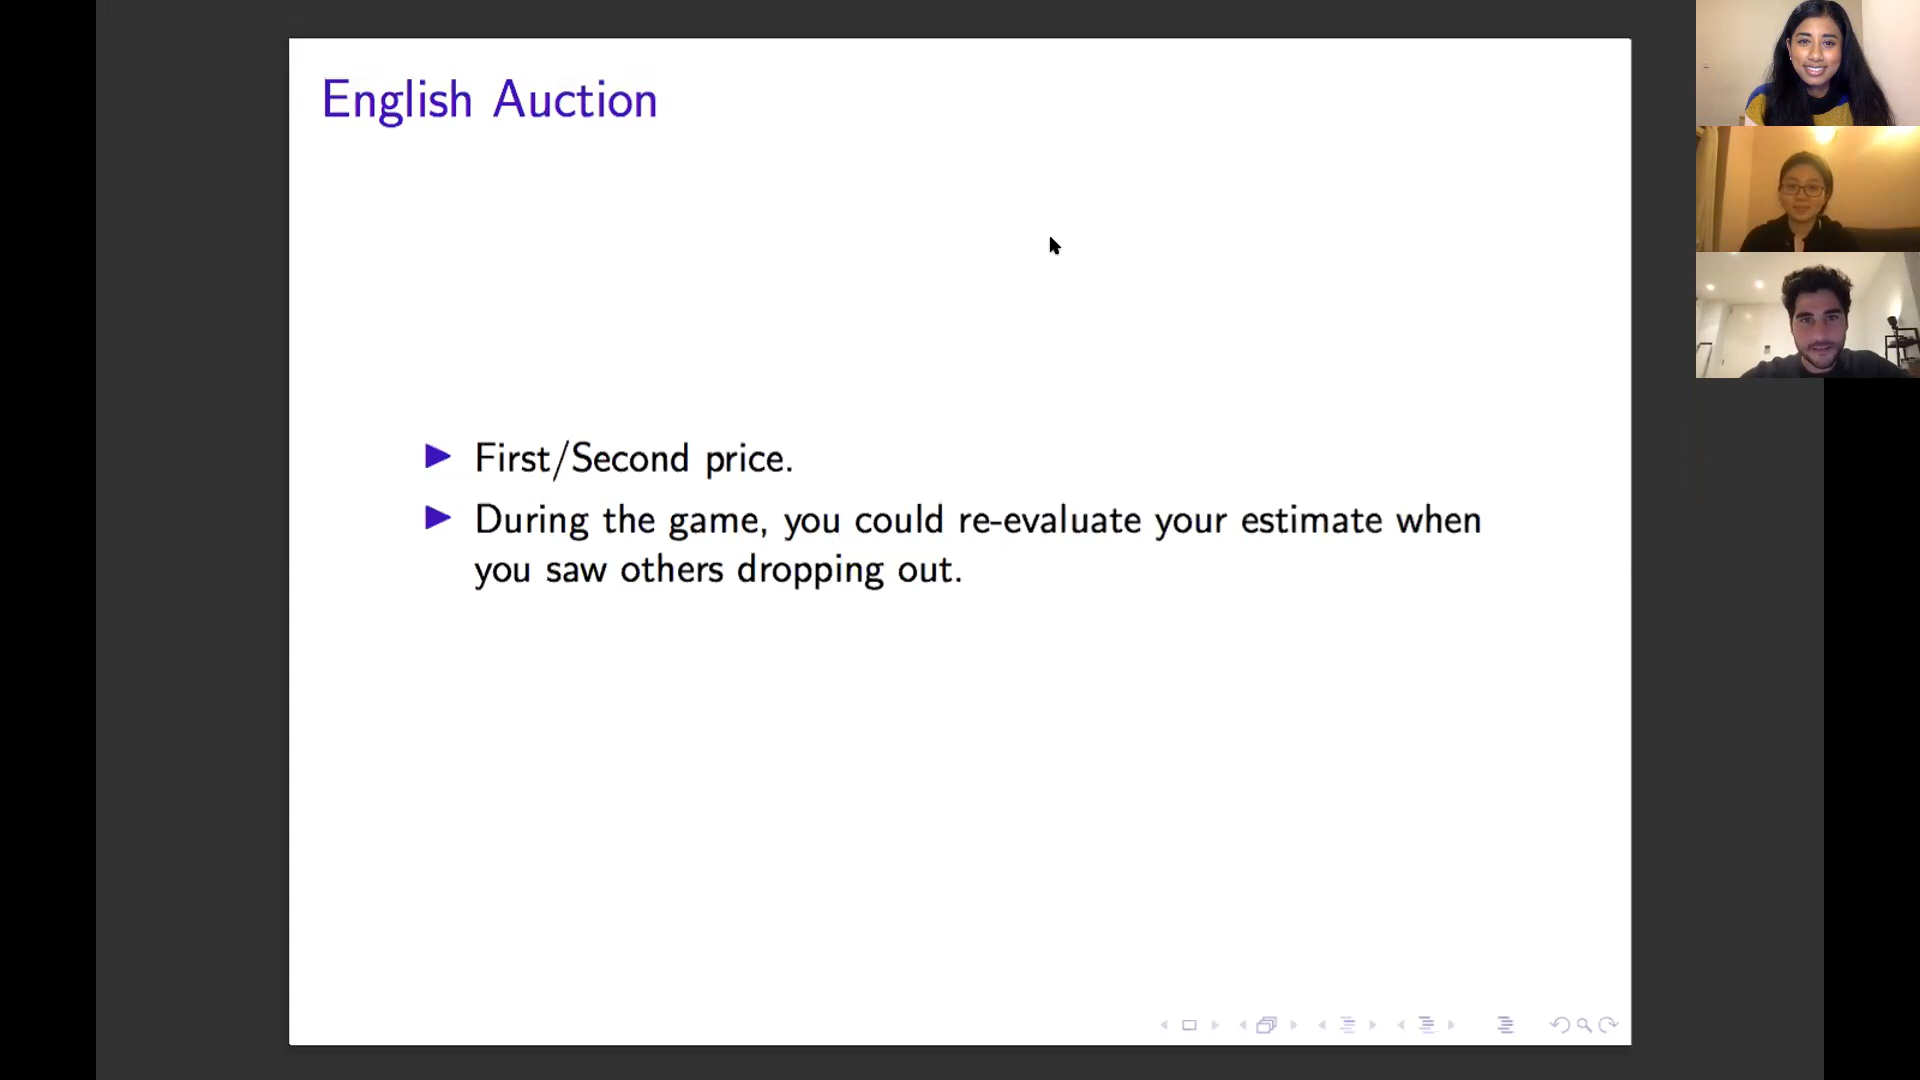 English Auction
First/Second price.
During the game, you could re-evaluate your estimate when
you saw others dropping out.